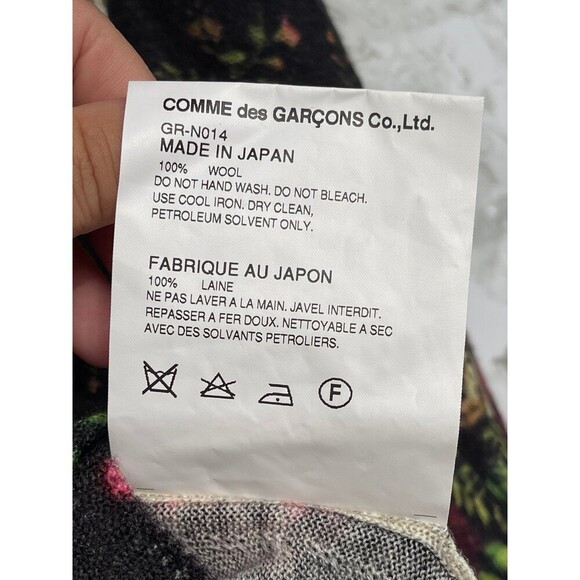 COMME des GARÇONS Co.,Ltd.
GR-N014
MADE IN JAPAN
100% WOOL
DO NOT HAND WASH. DO NOT BLEACH.
USE COOL IRON. DRY CLEAN,
PETROLEUM SOLVENT ONLY.
FABRIQUE AU JAPON
100% LAINE
NE PAS LAVER A LA MAIN. JAVEL INTERDIT.
REPASSER A FER DOUX. NETTOYABLE A SEC
AVEC DES SOLVANTS PETROLIERS.
F